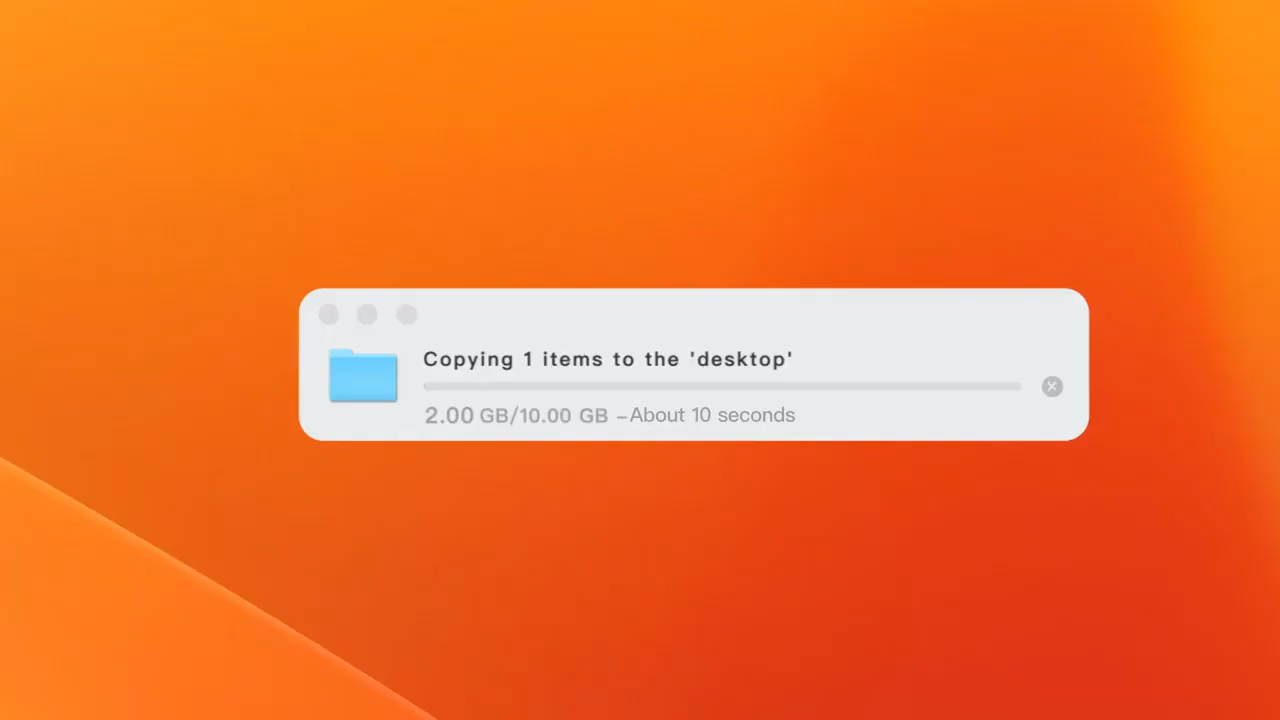 Copying 1 items to the 'desktop'
2.00 GB/10.00 GB –About 10 seconds